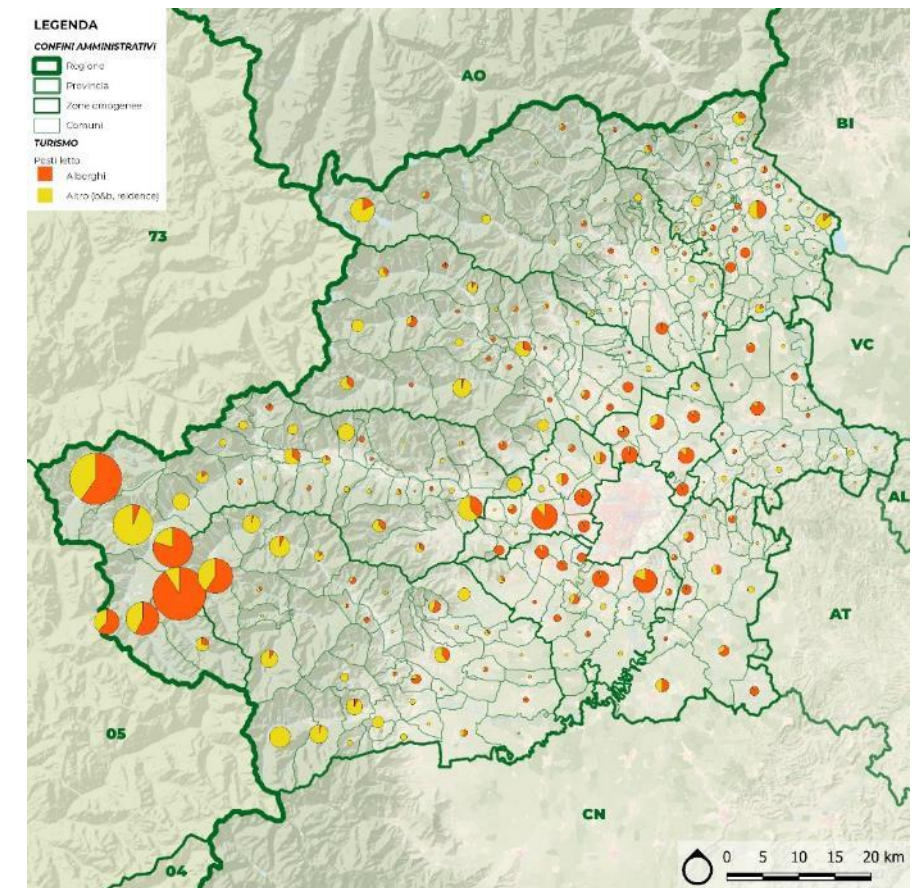 LEGENDA
CONFINI AMMINISTRATIVI
Regione
Provincia
Zone omogenee
Comuni
TURISMO
Posti letto
Alberghi
Altro (b&b, reidence)
AO
BI
73
VC
AL
AT
05
CN
04
0 5 10 15 20 km